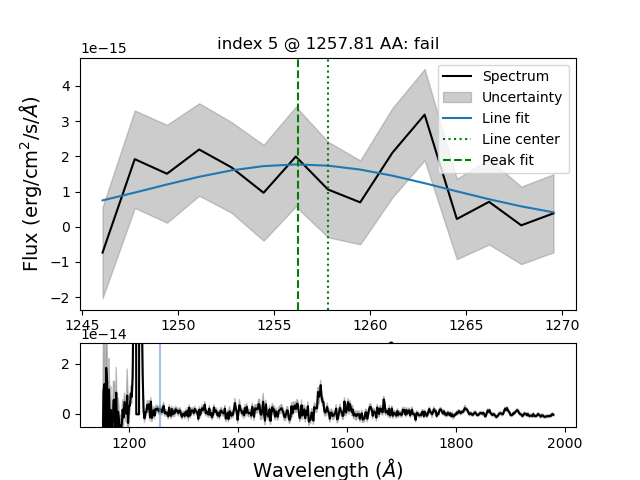 index 5 @ 1257.81 AA: fail
1e−15
Flux (erg/cm²/s/Å)
4
3
2
1
0
−1
−2
Spectrum
Uncertainty
Line fit
Line center
Peak fit
1245 1250 1255 1260 1265 1270
1e−14
2
0
1200 1400 1600 1800 2000
Wavelength (Å)